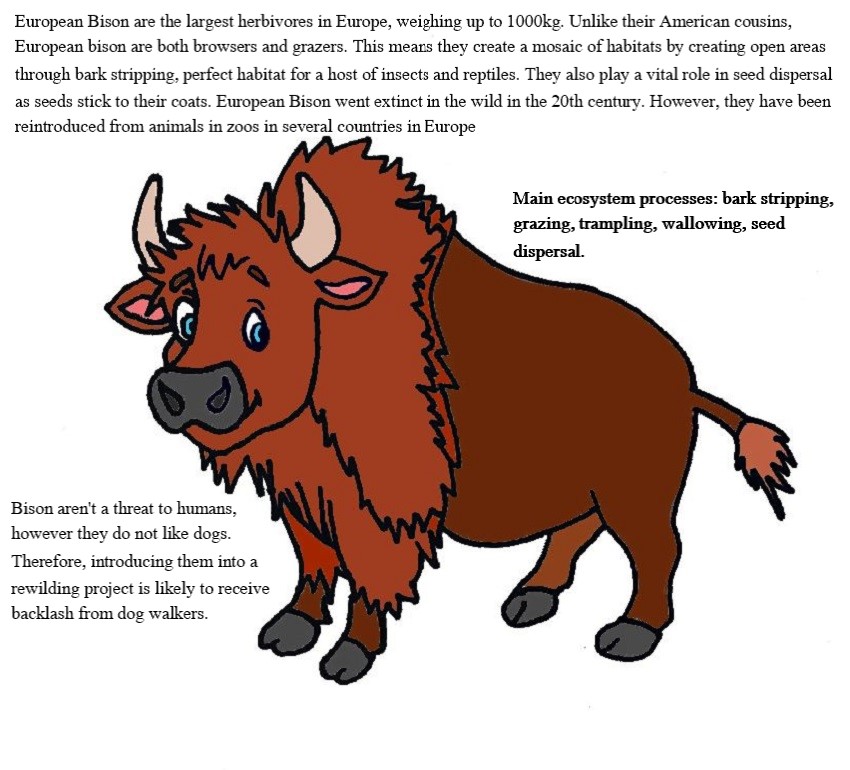 European Bison are the largest herbivores in Europe, weighing up to 1000kg. Unlike their American cousins,
European bison are both browsers and grazers. This means they create a mosaic of habitats by creating open areas
through bark stripping, perfect habitat for a host of insects and reptiles. They also play a vital role in seed dispersal
as seeds stick to their coats. European Bison went extinct in the wild in the 20th century. However, they have been
reintroduced from animals in zoos in several countries in Europe
Main ecosystem processes: bark stripping,
grazing, trampling, wallowing, seed
dispersal.
Bison aren't a threat to humans,
however they do not like dogs.
Therefore, introducing them into a
rewilding project is likely to receive
backlash from dog walkers.